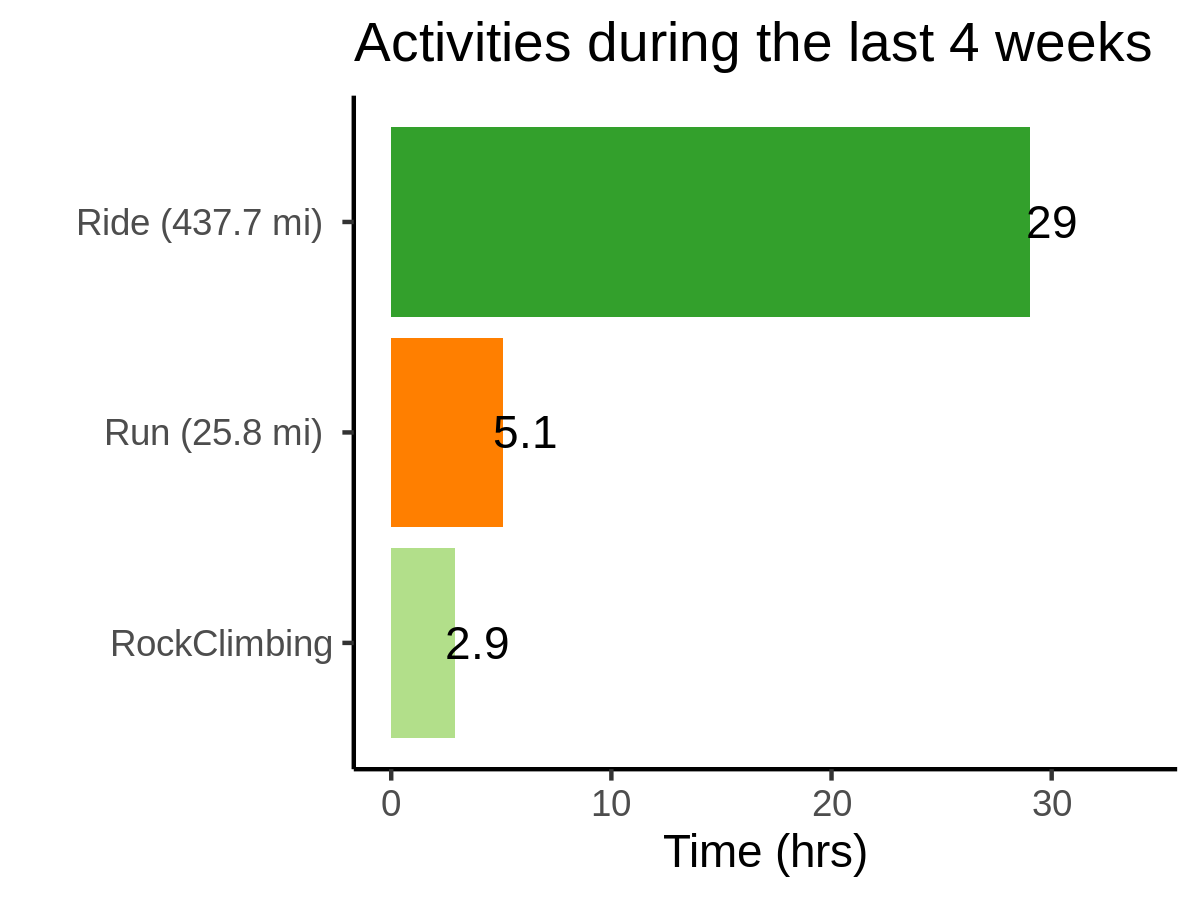 Activities during the last 4 weeks
Ride (437.7 mi)
29
Run (25.8 mi)
5.1
RockClimbing
2.9
0 10 20 30
Time (hrs)